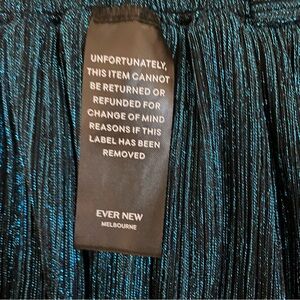 UNFORTUNATELY,
THIS ITEM CANNOT
BE RETURNED OR
REFUNDED FOR
CHANGE OF MIND
REASONS IF THIS
LABEL HAS BEEN
REMOVED
EVER NEW
MELBOURNE